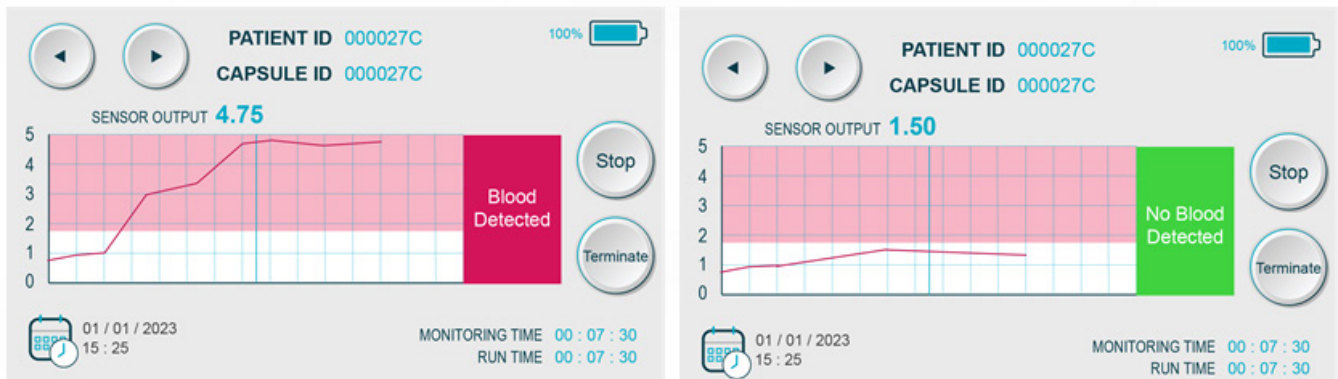 PATIENT ID 000027C
100%
CAPSULE ID 000027C
SENSOR OUTPUT 4.75
5
4
3
2
1
0
Blood
Detected
Stop
Terminate
01 / 01 / 2023
15 : 25
MONITORING TIME 00 : 07 : 30
RUN TIME 00 : 07 : 30
PATIENT ID 000027C
100%
CAPSULE ID 000027C
SENSOR OUTPUT 1.50
5
4
3
2
1
0
No Blood
Detected
Stop
Terminate
01 / 01 / 2023
15 : 25
MONITORING TIME 00 : 07 : 30
RUN TIME 00 : 07 : 30